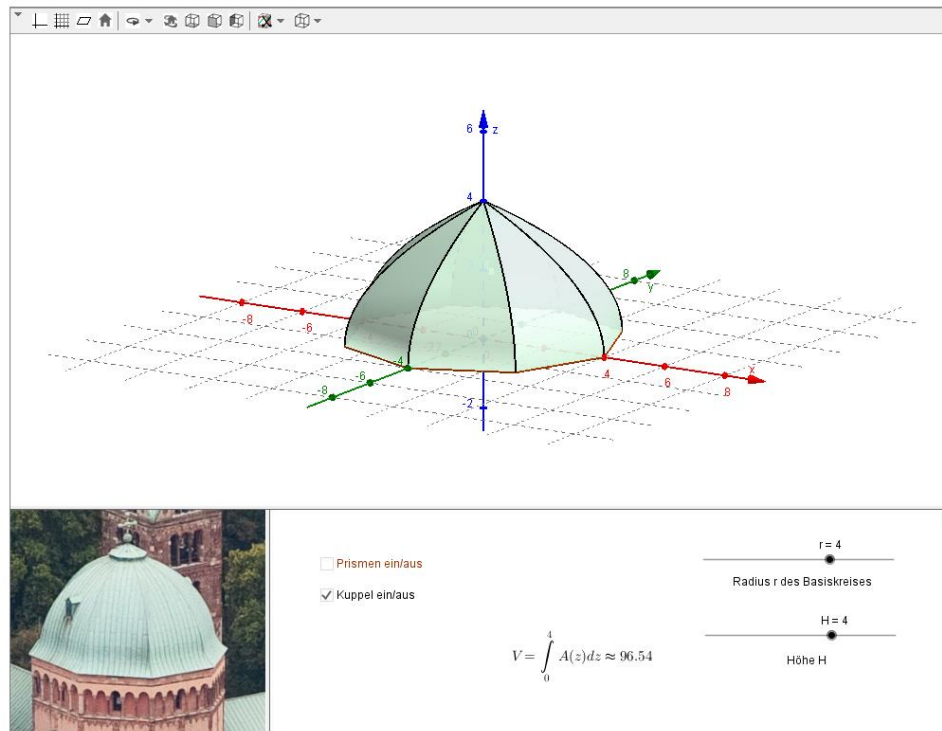 6
z
4
8
y
-8
-6
-4
-6
-8
4
x
6
8
-2
Prismen ein/aus
Kuppel ein/aus
r = 4
Radius r des Basiskreises
H = 4
Höhe H
V = ∫₀⁴ A(z)dz ≈ 96.54